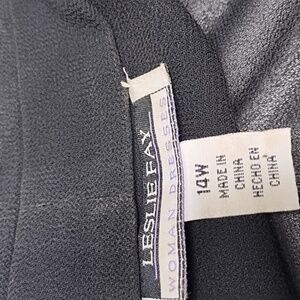 LESLIE FAY
WOMAN DRESSES
14W
MADE IN
CHINA
HECHO EN
CHINA